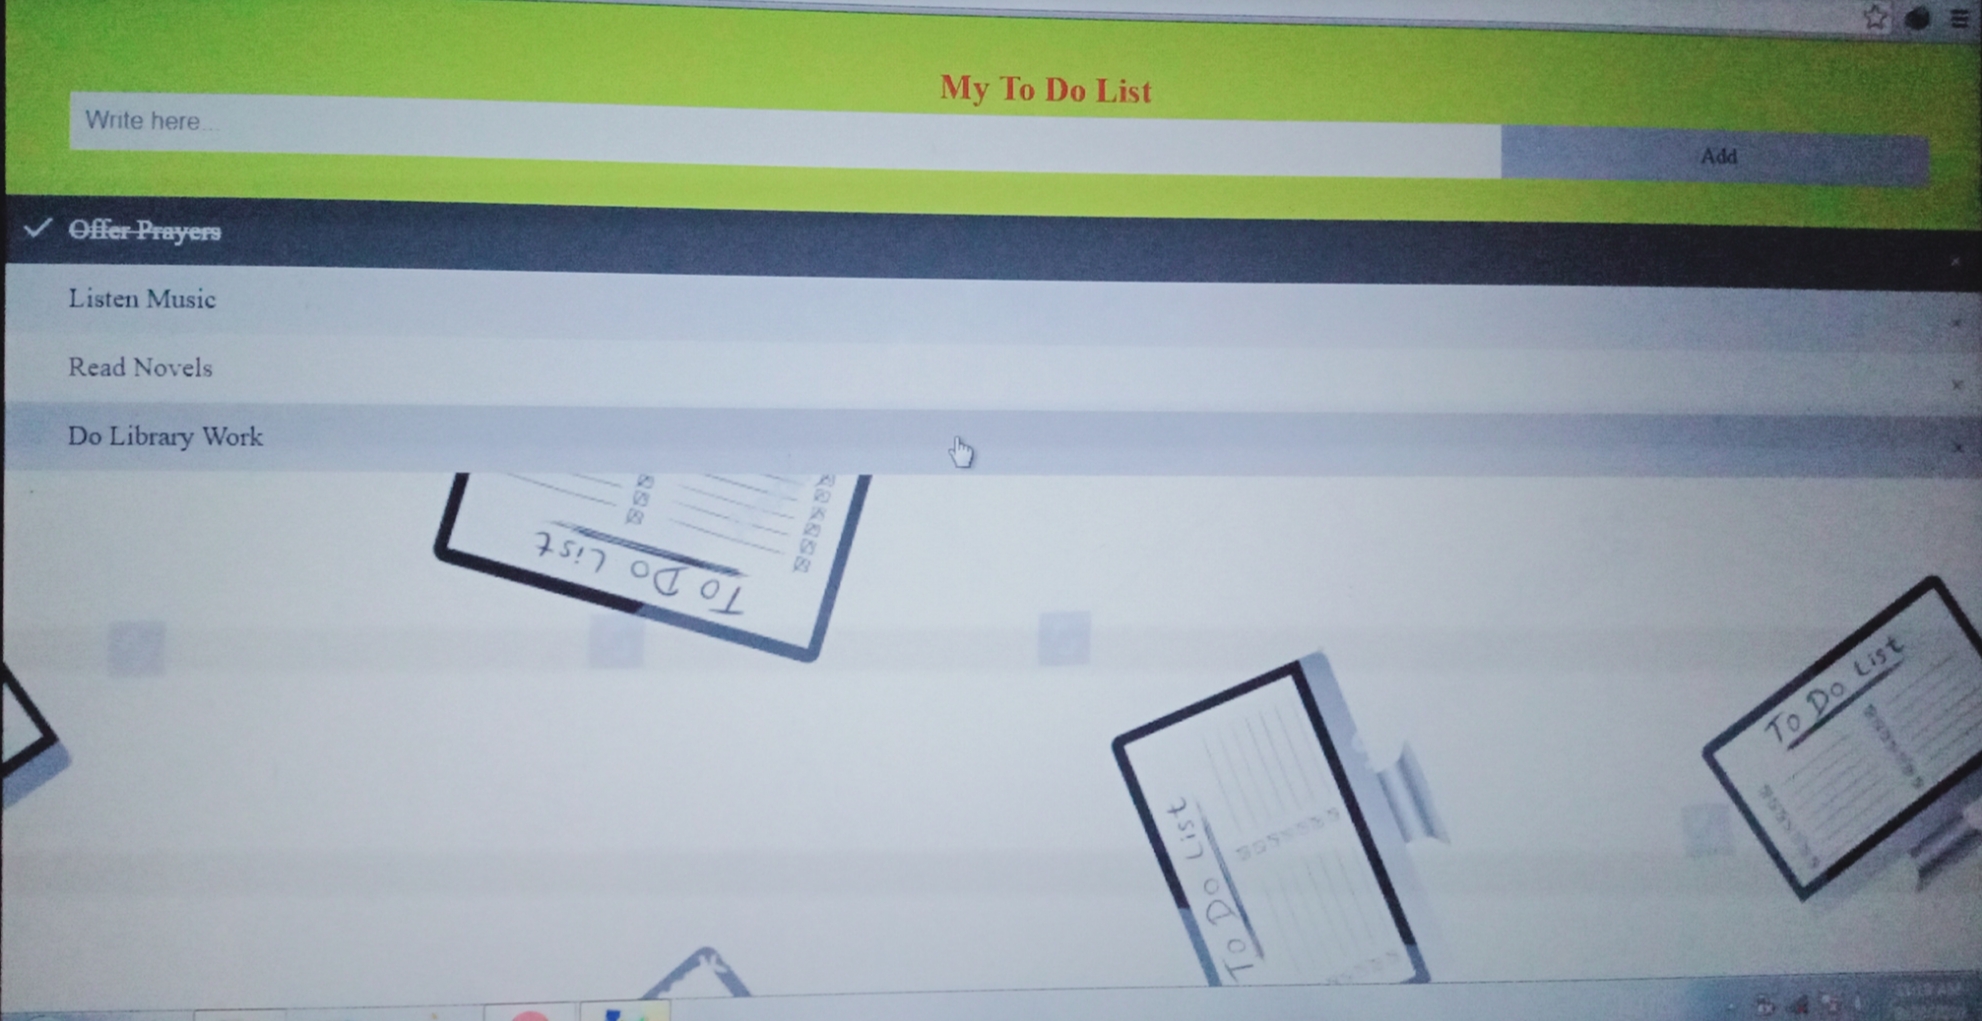 My To Do List
Write here...
Add
Offer Prayers
×
Listen Music
×
Read Novels
×
Do Library Work
×
To Do List
To Do List
To Do List